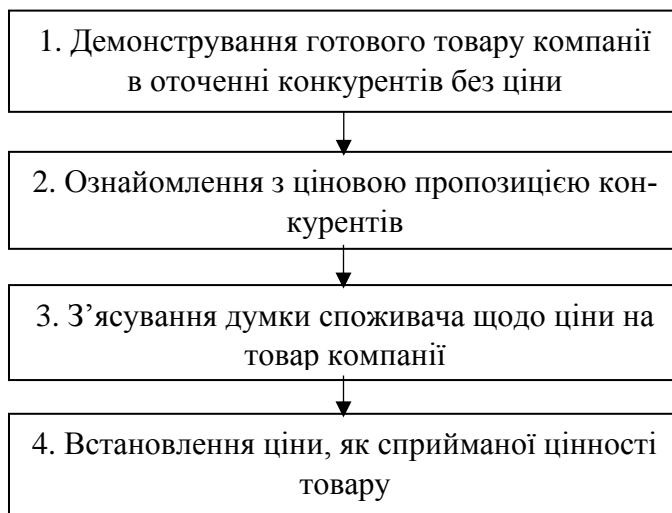 1. Демонстрування готового товару компанії
в оточенні конкурентів без ціни
2. Ознайомлення з ціновою пропозицією кон-
курентів
3. З’ясування думки споживача щодо ціни на
товар компанії
4. Встановлення ціни, як сприйманої цінності
товару